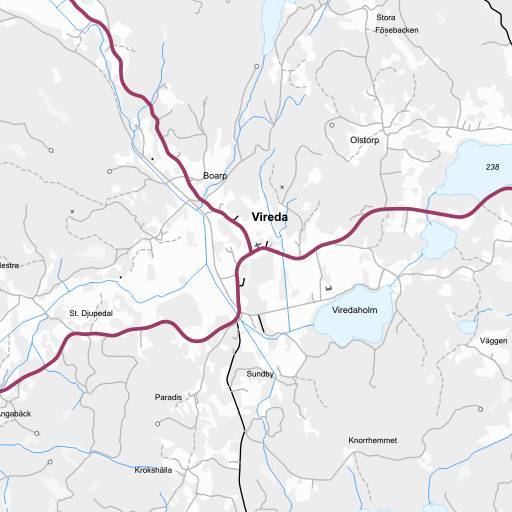 Stora
Fösebacken
Olstorp
238
Boarp
Vireda
St. Djupedal
Viredaholm
Väggen
Sundby
Paradis
Knorrhemmet
Krokshälla